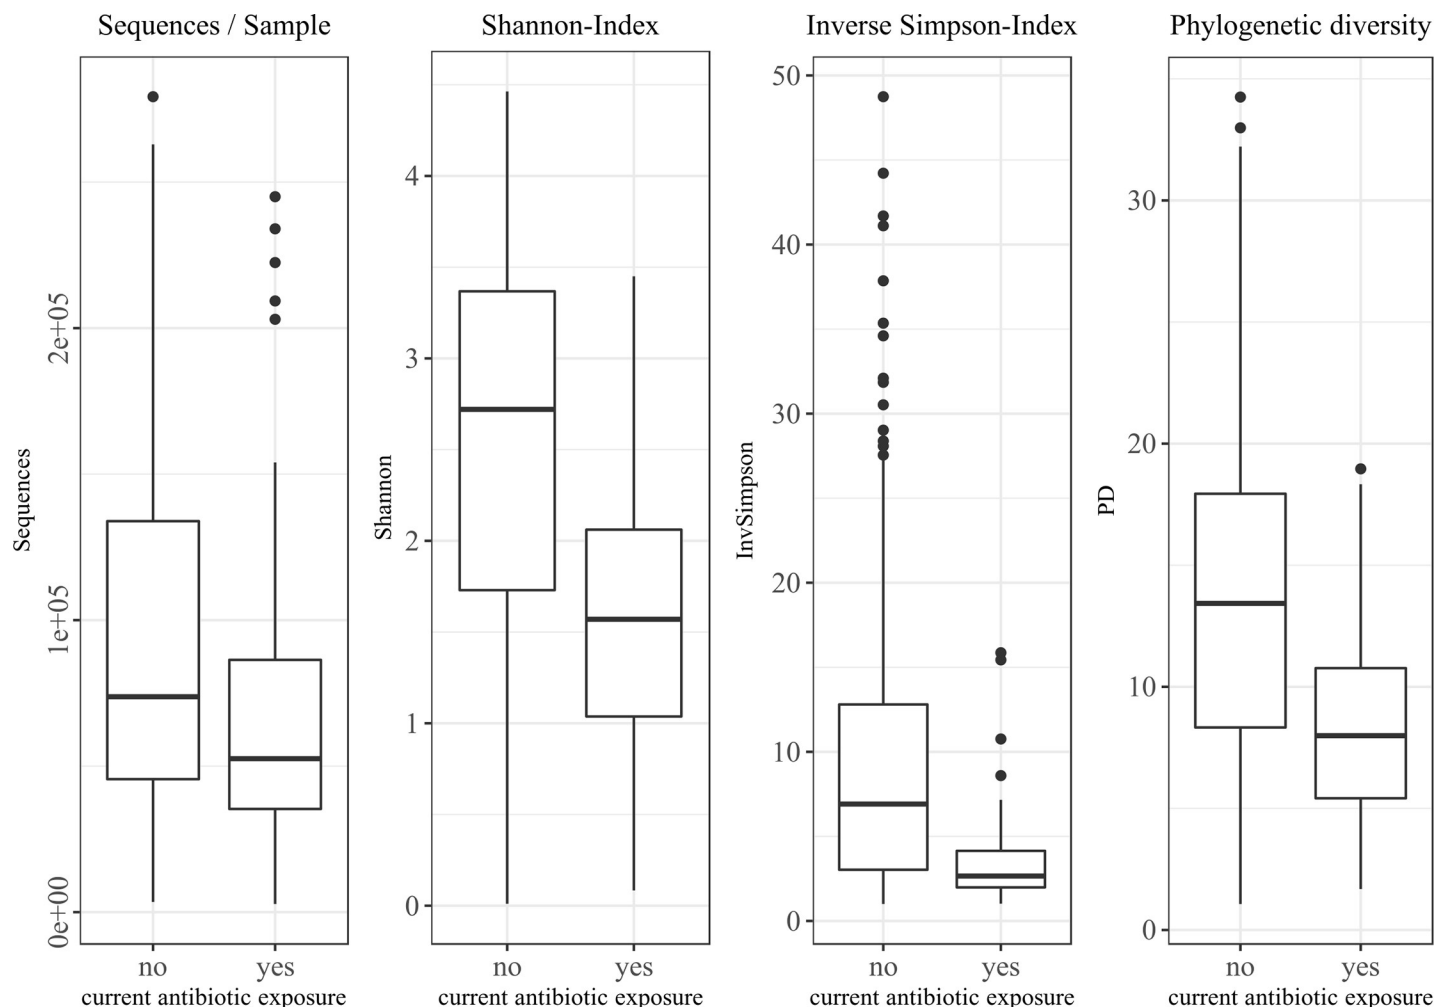 Sequences / Sample
Sequences
2e+05
1e+05
0e+00
no
yes
current antibiotic exposure
Shannon-Index
Shannon
4
3
2
1
0
no
yes
current antibiotic exposure
Inverse Simpson-Index
InvSimpson
50
40
30
20
10
0
no
yes
current antibiotic exposure
Phylogenetic diversity
PD
30
20
10
0
no
yes
current antibiotic exposure